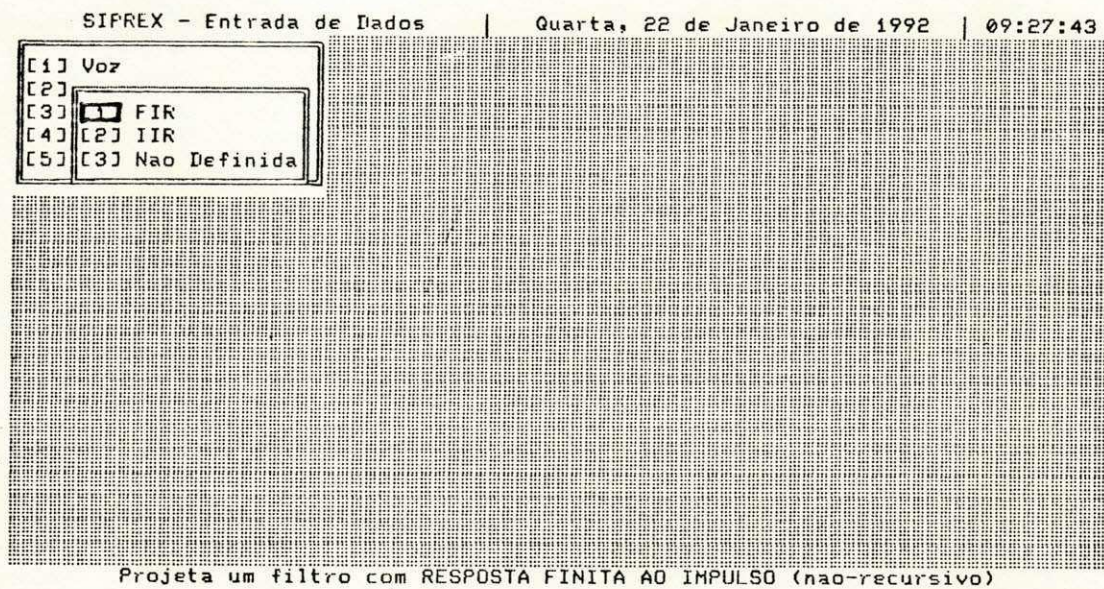 SIPREX - Entrada de Dados | Quarta, 22 de Janeiro de 1992 | 09:27:43
[1] Voz
[2]
[3] [1] FIR
[4] [2] IIR
[5] [3] Nao Definida
Projeta um filtro com RESPOSTA FINITA AO IMPULSO (nao-recursivo)